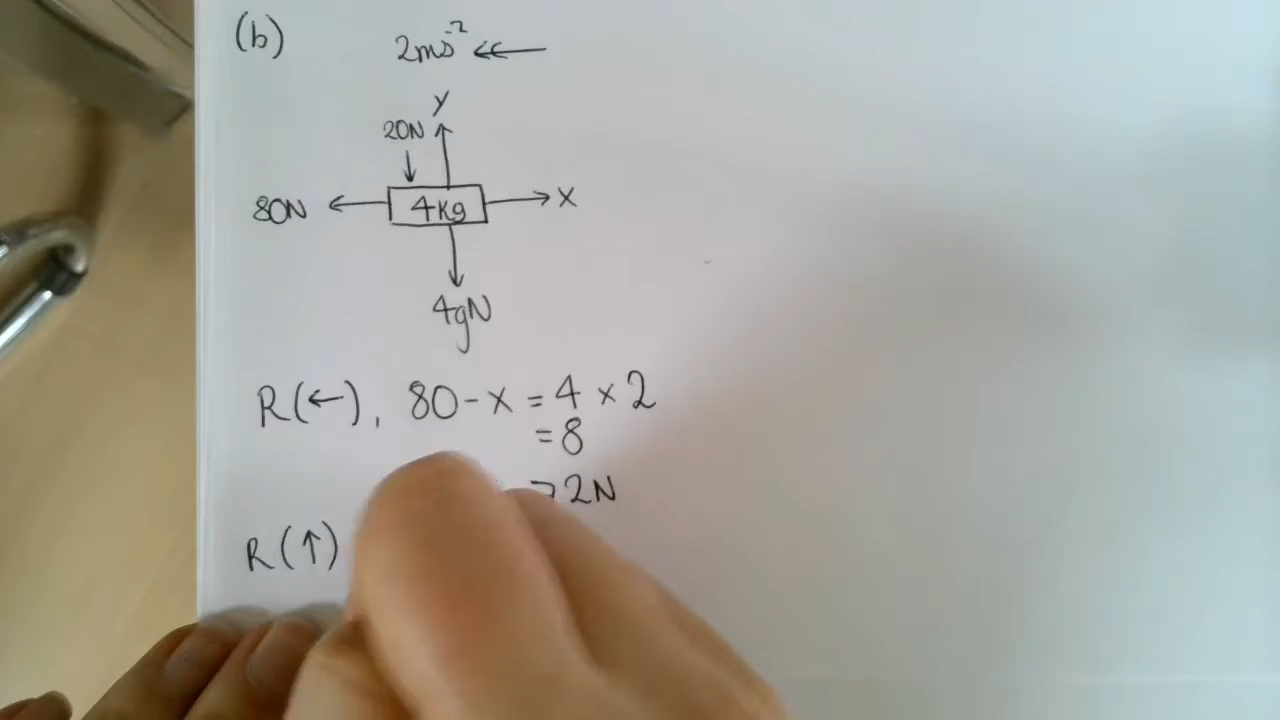 (b) 2ms⁻² ↞
Y
20N
80N 4Kg X
4gN
R(←), 80-X = 4 × 2
= 8
72N
R(↑)